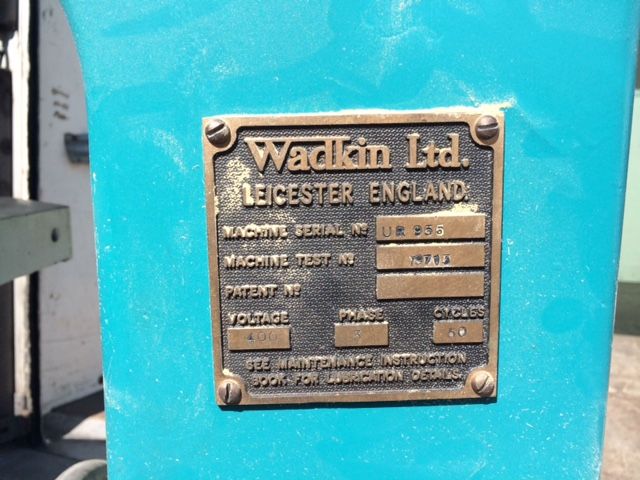 Wadkin Ltd.
LEICESTER ENGLAND
MACHINE SERIAL Nº UR 955
MACHINE TEST Nº
PATENT Nº
VOLTAGE PHASE CYCLES
400 3 50
SEE MAINTENANCE INSTRUCTION
BOOK FOR LUBRICATION DETAILS.